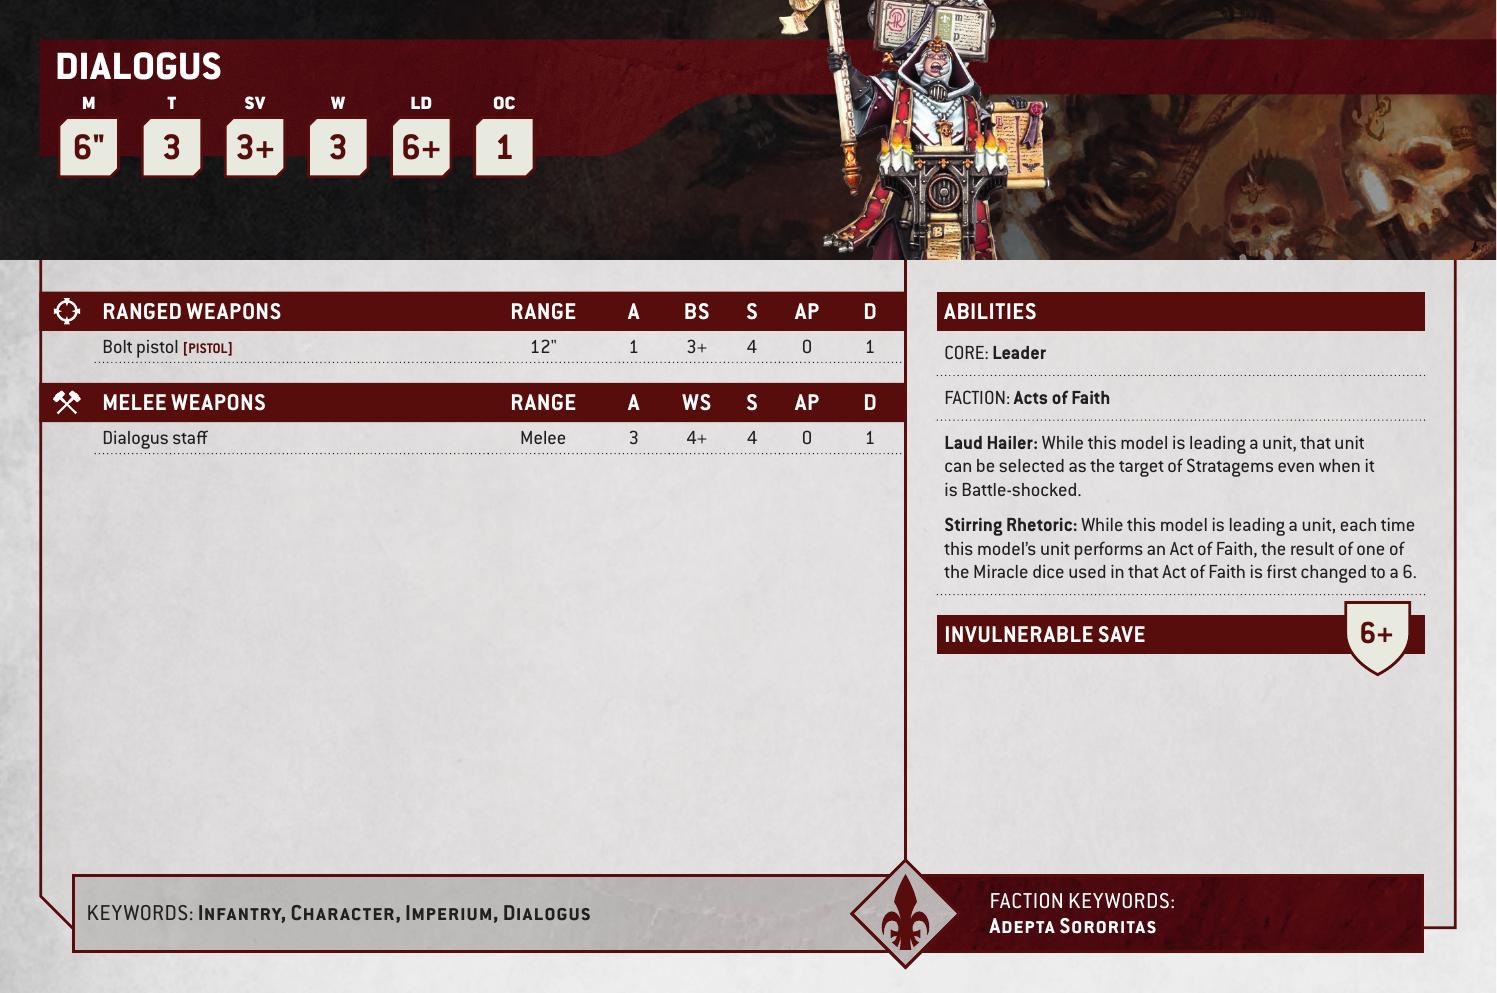 DIALOGUS
M T SV W LD OC
6" 3 3+ 3 6+ 1
RANGED WEAPONS RANGE A BS S AP D
Bolt pistol [PISTOL] 12" 1 3+ 4 0 1
MELEE WEAPONS RANGE A WS S AP D
Dialogus staff Melee 3 4+ 4 0 1
ABILITIES
CORE: Leader
FACTION: Acts of Faith
Laud Hailer: While this model is leading a unit, that unit
can be selected as the target of Stratagems even when it
is Battle-shocked.
Stirring Rhetoric: While this model is leading a unit, each time
this model's unit performs an Act of Faith, the result of one of
the Miracle dice used in that Act of Faith is first changed to a 6.
INVULNERABLE SAVE 6+
KEYWORDS: INFANTRY, CHARACTER, IMPERIUM, DIALOGUS
FACTION KEYWORDS:
ADEPTA SORORITAS